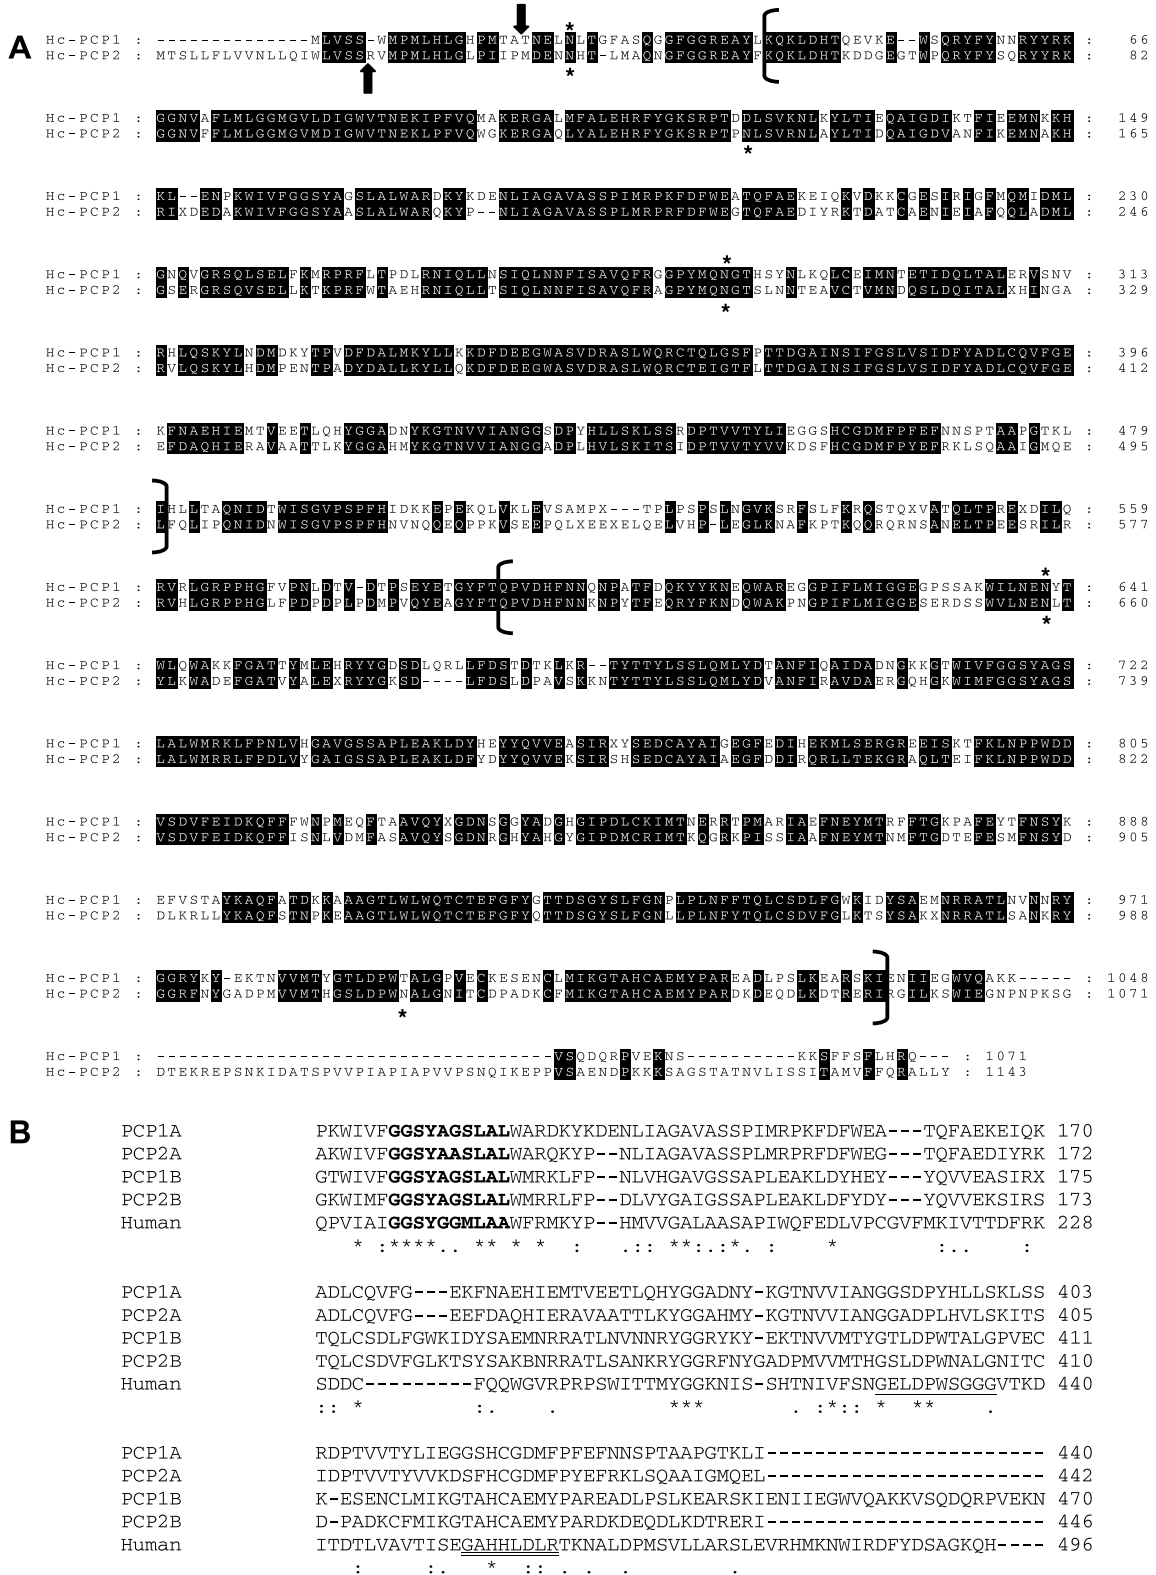 A
* 
Hc-PCP1 : ---------------MLVSS-WMPMLHLGHPMTATNELNLTGFASQGGFGGREAYLKQKLDHTQEVKE--WSQRYFYNNRYYRK : 66
Hc-PCP2 : MTSLLFLVVNLLQIWLVSSRVMPMLHLGLPIIIPMDENNHT-LMAQNGFGGREAYFKQKLDHTKDDGEGTWPQRYFYSQRYYRK : 82
*
Hc-PCP1 : GGNVAFLMLGGMGVLDIGWVTNEKIPFVQMAKERGALMFALEHRFYGKSRPTDDLSVKNLKYLTIEQAIGDIKTFIEEMNKKH : 149
Hc-PCP2 : GGNVFFLMLGGMGVMDIGWVTNEKLPFVQWGKERGAQLYALEHRFYGKSRPTPNLSVRNLAYLTIDQAIGDVANFIKEMNAKH : 165
*
Hc-PCP1 : KL--ENPKWIVFGGSYAGSLALWARDKYKDENLIAGAVASSPIMRPKFDFWEATQFAEKEIQKVDKKCGESIRIGFMQMIDML : 230
Hc-PCP2 : RIXDEDAKWIVFGGSYAASLALWARQKYP--NLIAGAVASSPLMRPRFDFWEGTQFAEDIYRKTDATCAENIEIAFQQLADML : 246
*
Hc-PCP1 : GNQVGRSQLSELFKMRPRFLTPDLRNIQLLNSIQLNNFISAVQFRGGPYMQNGTHSYNLKQLCEIMNTETIDQLTALERVSNV : 313
Hc-PCP2 : GSERGRSQVSELLKTKPRFWTAEHRNIQLLTSIQLNNFISAVQFRAGPYMQNGTSLNNTEAVCTVMNDQSLDQITALXHINGA : 329
*
Hc-PCP1 : RHLQSKYLNDMDKYTPVDFDALMKYLLKKDFDEEGWASVDRASLWQRCTQLGSFPTTDGAINSIFGSLVSIDFYADLCQVFGE : 396
Hc-PCP2 : RVLQSKYLHDMPENTPADYDALLKYLLQKDFDEEGWASVDRASLWQRCTEIGTFLTTDGAINSIFGSLVSIDFYADLCQVFGE : 412
Hc-PCP1 : KFNAEHIEMTVEETLQHYGGADNYKGTNVVIANGGSDPYHLLSKLSSRDPTVVTYLIEGGSHCGDMFPFEFNNSPTAAPGTKL : 479
Hc-PCP2 : EFDAQHIERAVAATTLKYGGAHMYKGTNVVIANGGADPLHVLSKITSIDPTVVTYVVKDSFHCGDMFPYEFRKLSQAAIGMQE : 495
Hc-PCP1 : IHLLTAQNIDTWISGVPSPFHIDKKEPEKQLVKLEVSAMPX---TPLPSPSLNGVKSRFSLFKRQSTQXVATQLTPREXDILQ : 559
Hc-PCP2 : LFQLIPQNIDNWISGVPSPFHNVNQQEQPPKVSEEPQLXEEXELQELVHP-LEGLKNAFKPTKQQRQRNSANELTPEESRILR : 577
*
Hc-PCP1 : RVRLGRPPHGFVPNLDTV-DTPSEYETGYFTQPVDHFNNQNPATFDQKYYKNEQWAREGGPIFLMIGGEGPSSAKWILNENYT : 641
Hc-PCP2 : RVHLGRPPHGLFPDPDPLPDMPVQYEAGYFTQPVDHFNNKNPYTFEQRYFKNDQWAKPNGPIFLMIGGESERDSSWVLNENLT : 660
*
Hc-PCP1 : WLQWAKKFGATTYMLEHRYYGDSDLQRLLFDSTDTKLKR--TYTTYLSSLQMLYDTANFIQAIDADNGKKGTWIVFGGSYAGS : 722
Hc-PCP2 : YLKWADEFGATVYALEXRYYGKSD----LFDSLDPAVSKKNTYTTYLSSLQMLYDVANFIRAVDAERGQHGKWIMFGGSYAGS : 739
Hc-PCP1 : LALWMRKLFPNLVHGAVGSSAPLEAKLDYHEYYQVVEASIRXYSEDCAYAIGEGFEDIHEKMLSERGREEISKTFKLNPPWDD : 805
Hc-PCP2 : LALWMRRLFPDLVYGAIGSSAPLEAKLDFYDYYQVVEKSIRSHSEDCAYAIAEGFDDIRQRLLTEKGRAQLTEIFKLNPPWDD : 822
Hc-PCP1 : VSDVFEIDKQFFFWNPMEQFTAAVQYXGDNSGGYADGHGIPDLCKIMTNERRTPMARIAEFNEYMTRFFTGKPAFEYTFNSYK : 888
Hc-PCP2 : VSDVFEIDKQFFISNLVDMFASAVQYSGDNRGHYAHGYGIPDMCRIMTKQGRKPISSIAAFNEYMTNMFTGDTEFESMFNSYD : 905
Hc-PCP1 : EFVSTAYKAQFATDKKAAAGTLWLWQTCTEFGFYQTTDSGYSLFGNPLPLNFFTQLCSDLFGWKIDYSAEMNRRATLNVNNRY : 971
Hc-PCP2 : DLKRLLYKAQFSTNPKEAAGTLWLWQTCTEFGFYQTTDSGYSLFGNLLPLNFYTQLCSDVFGLKTSYSAKXNRRATLSANKRY : 988
Hc-PCP1 : GGRYKY-EKTNVVMTYGTLDPWTALGPVECKESENCLMIKGTAHCAEMYPAREADLPSLKEARSKIENIIEGWVQAKK----- : 1048
Hc-PCP2 : GGRFNYGADPMVVMTHGSLDPWNALGNITCDPADKCFMIKGTAHCAEMYPARDKDEQDLKDTRERIRGILKSWIEGNPNPKSG : 1071
*
Hc-PCP1 : ------------------------------------VSQDQRPVEKNS----------KKSFFSFLHRQ--- : 1071
Hc-PCP2 : DTEKREPSNKIDATSPVVPIAPIAPVVPSNQIKEPPVSAENDPKKKSAGSTATNVLISSITAMVFFQRALLY : 1143
B
PCP1A PKWIVFGGSYAGSLALWARDKYKDENLIAGAVASSPIMRPKFDFWEA---TQFAEKEIQK 170
PCP2A AKWIVFGGSYAASLALWARQKYP--NLIAGAVASSPLMRPRFDFWEG---TQFAEDIYRK 172
PCP1B GTWIVFGGSYAGSLALWMRKLFP--NLVHGAVGSSAPLEAKLDYHEY---YQVVEASIRX 175
PCP2B GKWIMFGGSYAGSLALWMRRLFP--DLVYGAIGSSAPLEAKLDFYDY---YQVVEKSIRS 173
Human QPVIAIGGSYGGMLAAWFRMKYP--HMVVGALAASAPIWQFEDLVPCGVFMKIVTTDFRK 228
* :****.. ** * * : .:: **.:.*. : * :.. :
PCP1A ADLCQVFG---EKFNAEHIEMTVEETLQHYGGADNY-KGTNVVIANGGSDPYHLLSKLSS 403
PCP2A ADLCQVFG---EEFDAQHIERAVAATTLKYGGAHMY-KGTNVVIANGGADPLHVLSKITS 405
PCP1B TQLCSDLFGWKIDYSAEMNRRATLNVNNRYGGRYKY-EKTNVVMTYGTLDPWTALGPVEC 411
PCP2B TQLCSDVFGLKTSYSAKBNRRATLSANKRYGGRFNYGADPMVVMTHGSLDPWNALGNITC 410
Human SDDC---------FQQWGVRPRPSWITTMYGGKNIS-SHTNIVFSNGELDPWSGGGVTKD 440
:: * :. . *** . :*:: * ** .
PCP1A RDPTVVTYLIEGGSHCGDMFPFEFNNSPTAAPGTKLI----------------------- 440
PCP2A IDPTVVTYVVKDSFHCGDMFPYEFRKLSQAAIGMQEL----------------------- 442
PCP1B K-ESENCLMIKGTAHCAEMYPAREADLPSLKEARSKIENIIEGWVQAKKVSQDQRPVEKN 470
PCP2B D-PADKCFMIKGTAHCAEMYPARDKDEQDLKDTRERI----------------------- 446
Human ITDTLVAVTISEGAHHLDLRTKNALDPMSVLLARSLEVRHMKNWIRDFYDSAGKQH---- 496
: :. * :: . . . .